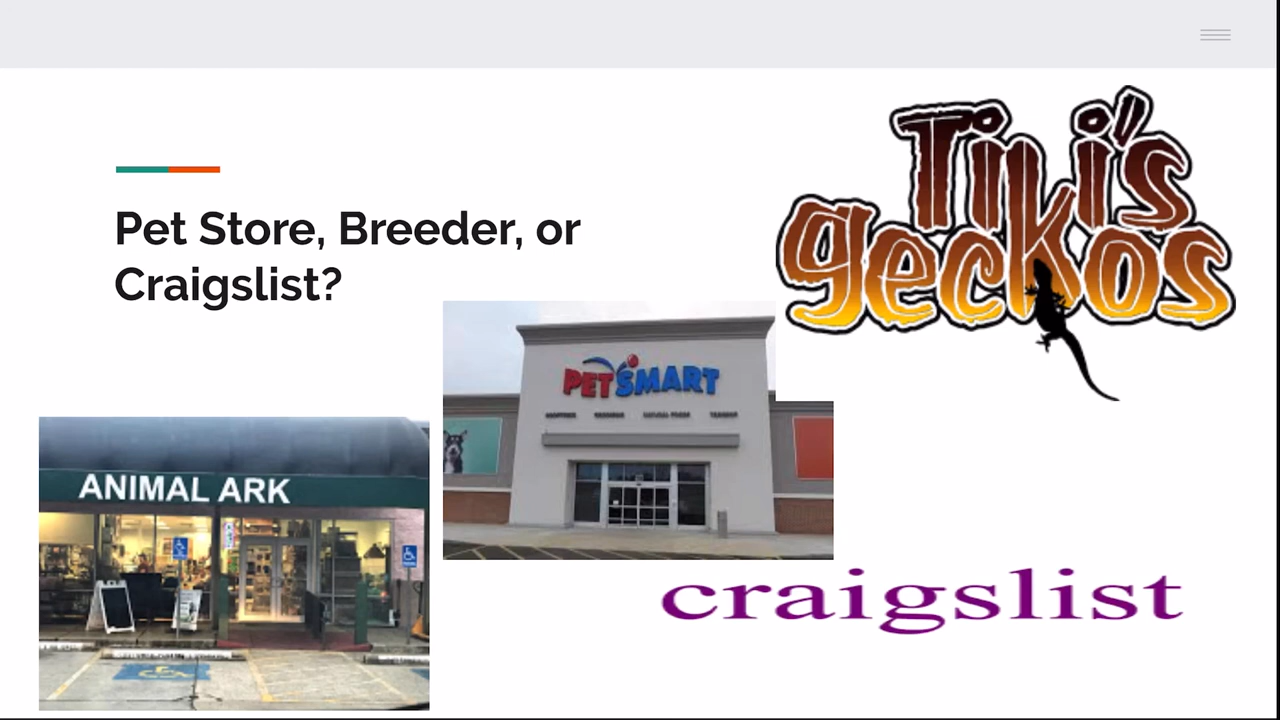 Tiki's
geckos
Pet Store, Breeder, or
Craigslist?
PETSMART
ANIMAL ARK
craigslist